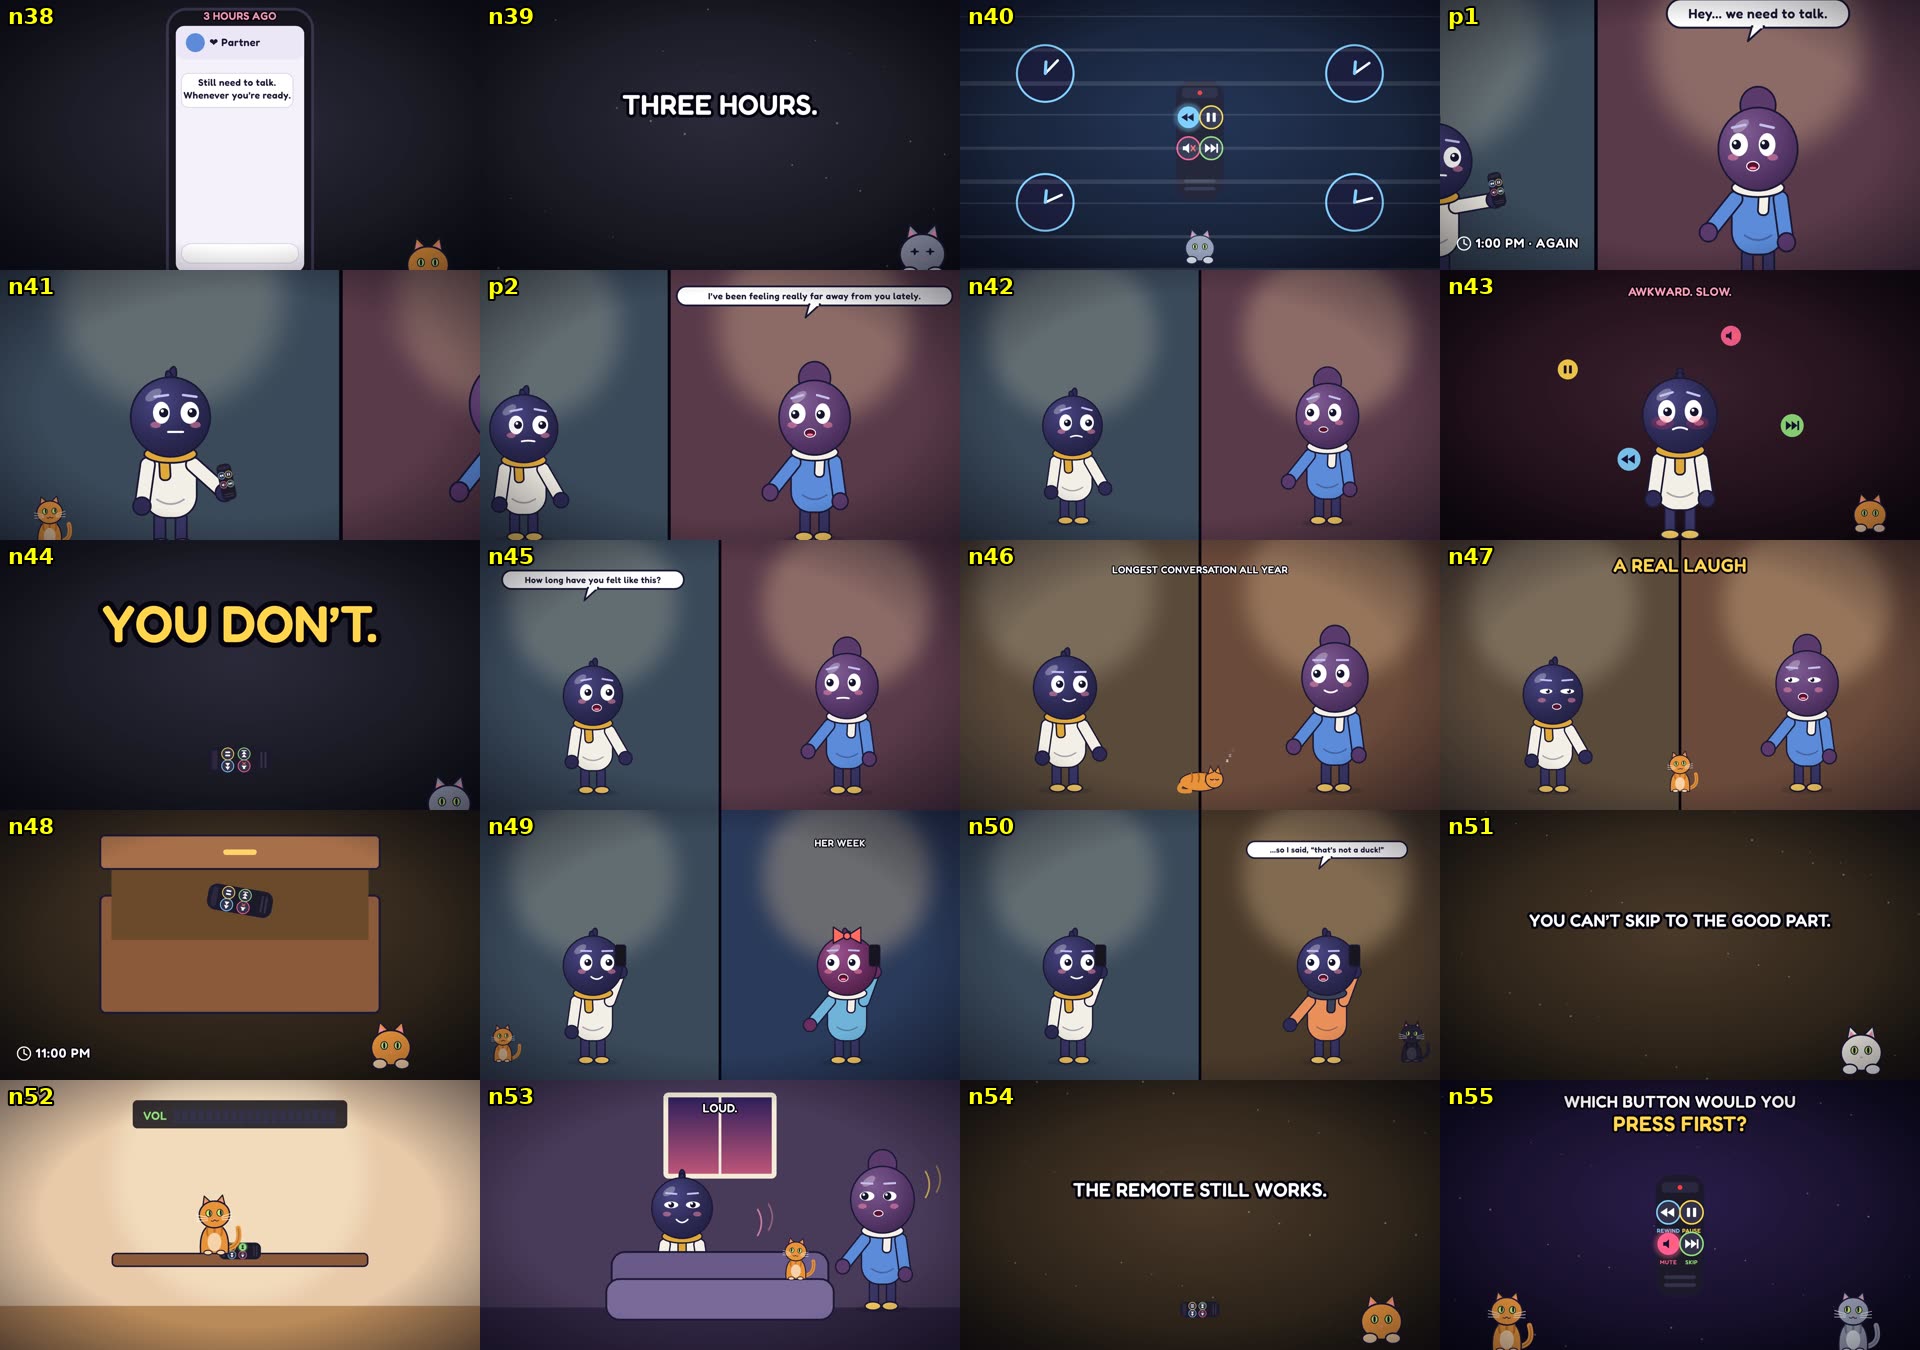 n38
3 HOURS AGO
❤ Partner
Still need to talk.
Whenever you're ready.
n39
THREE HOURS.
n40
p1
Hey... we need to talk.
1:00 PM · AGAIN
n41
p2
I've been feeling really far away from you lately.
n42
n43
AWKWARD. SLOW.
n44
YOU DON'T.
n45
How long have you felt like this?
n46
LONGEST CONVERSATION ALL YEAR
n47
A REAL LAUGH
n48
11:00 PM
n49
HER WEEK
n50
...so I said, "that's not a duck!"
n51
YOU CAN'T SKIP TO THE GOOD PART.
n52
VOL
n53
LOUD.
n54
THE REMOTE STILL WORKS.
n55
WHICH BUTTON WOULD YOU
PRESS FIRST?
REWIND PAUSE
MUTE SKIP